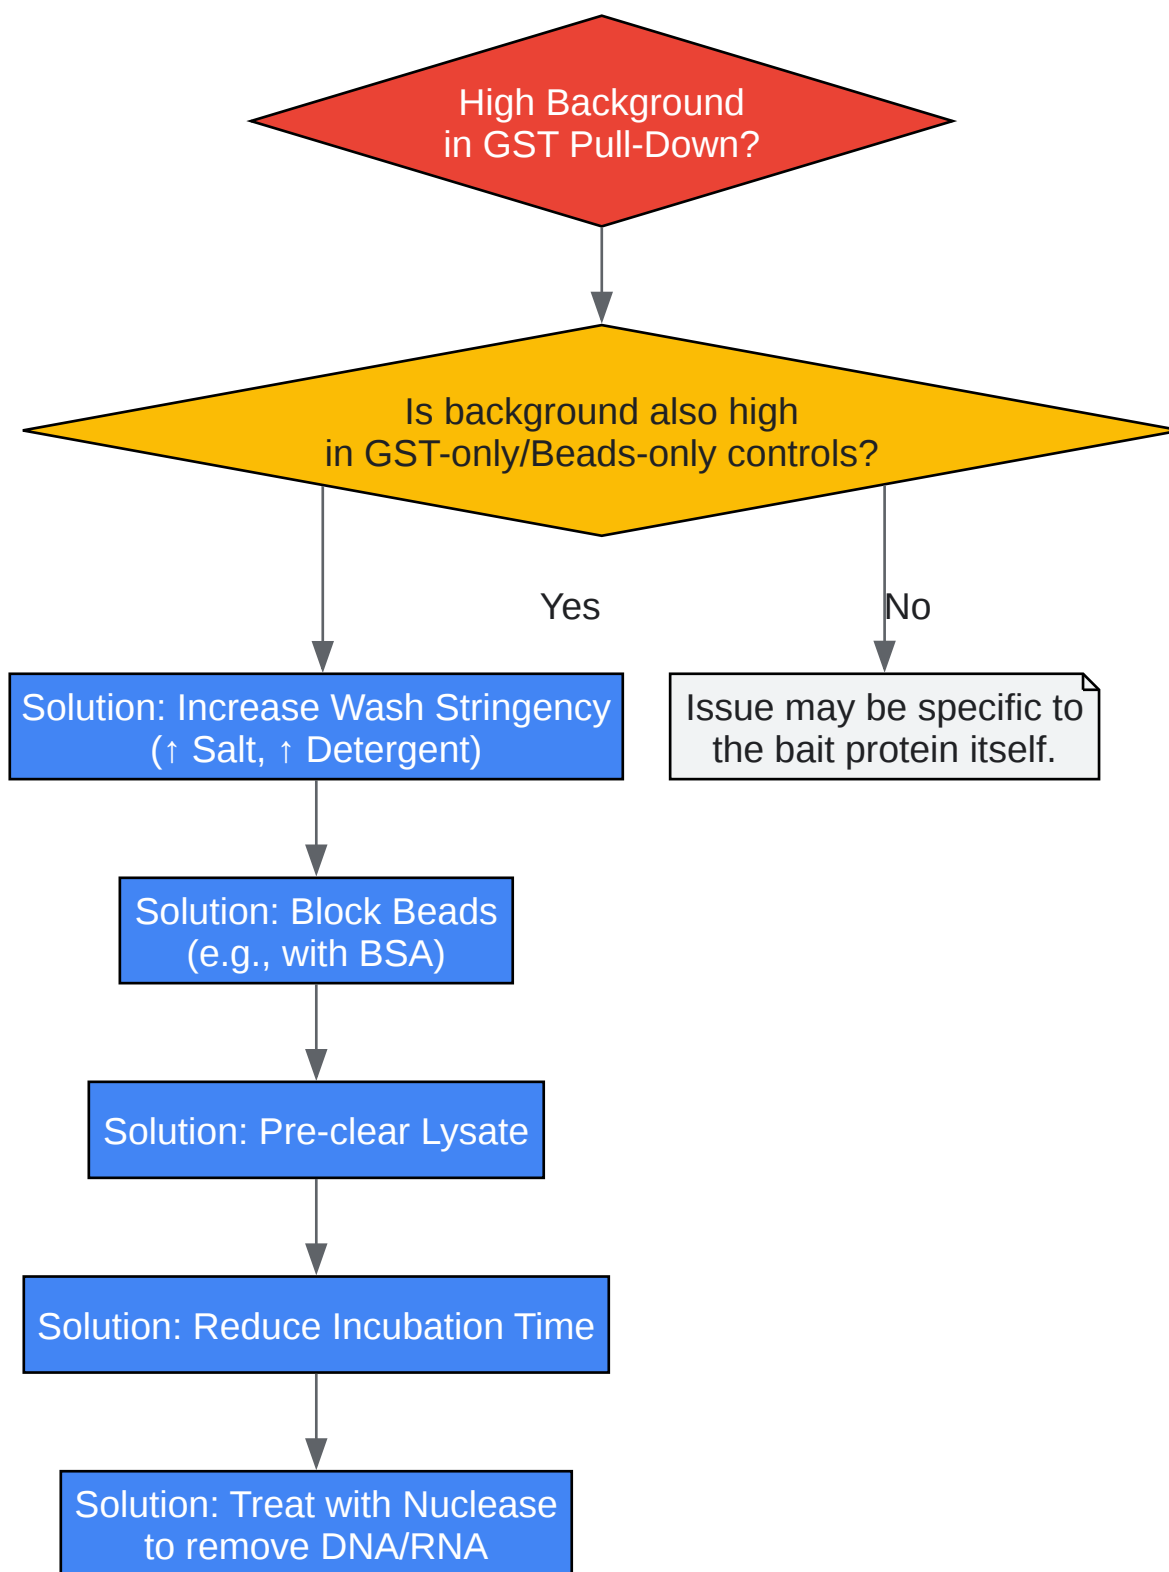 High Background
in GST Pull-Down?
Is background also high
in GST-only/Beads-only controls?
Yes
No
Solution: Increase Wash Stringency
(↑ Salt, ↑ Detergent)
Issue may be specific to
the bait protein itself.
Solution: Block Beads
(e.g., with BSA)
Solution: Pre-clear Lysate
Solution: Reduce Incubation Time
Solution: Treat with Nuclease
to remove DNA/RNA